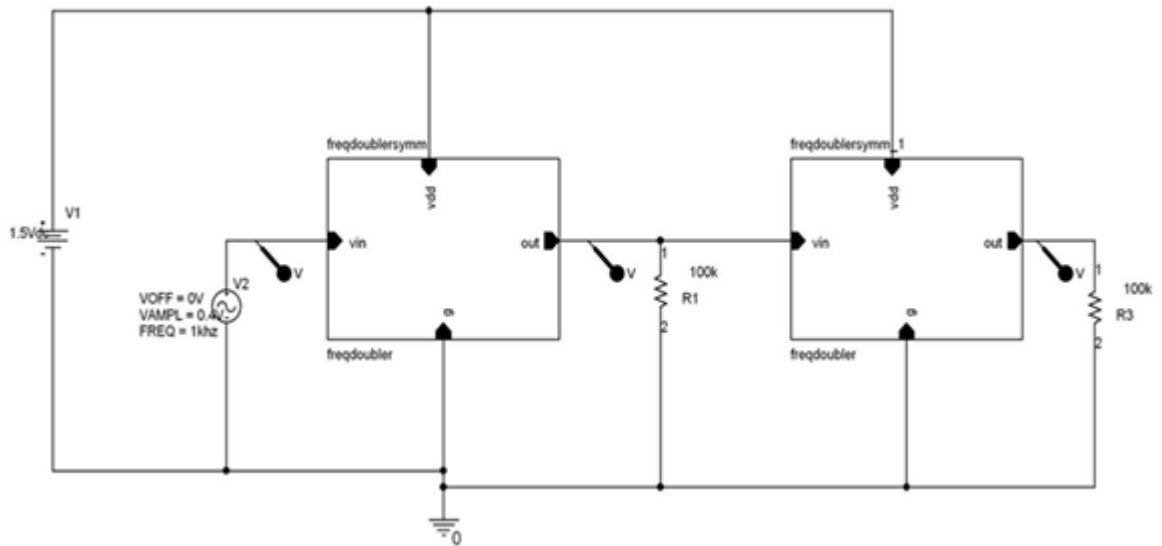 freqdoublersymm
freqdoublersymm_1
vdd
vdd
V1
1.5Vdc
vin
out
vin
out
V
V2
V
100k
R1
V
100k
R3
VOFF = 0V
VAMPL = 0.4V
FREQ = 1khz
1
2
1
2
g
g
freqdoubler
freqdoubler
0